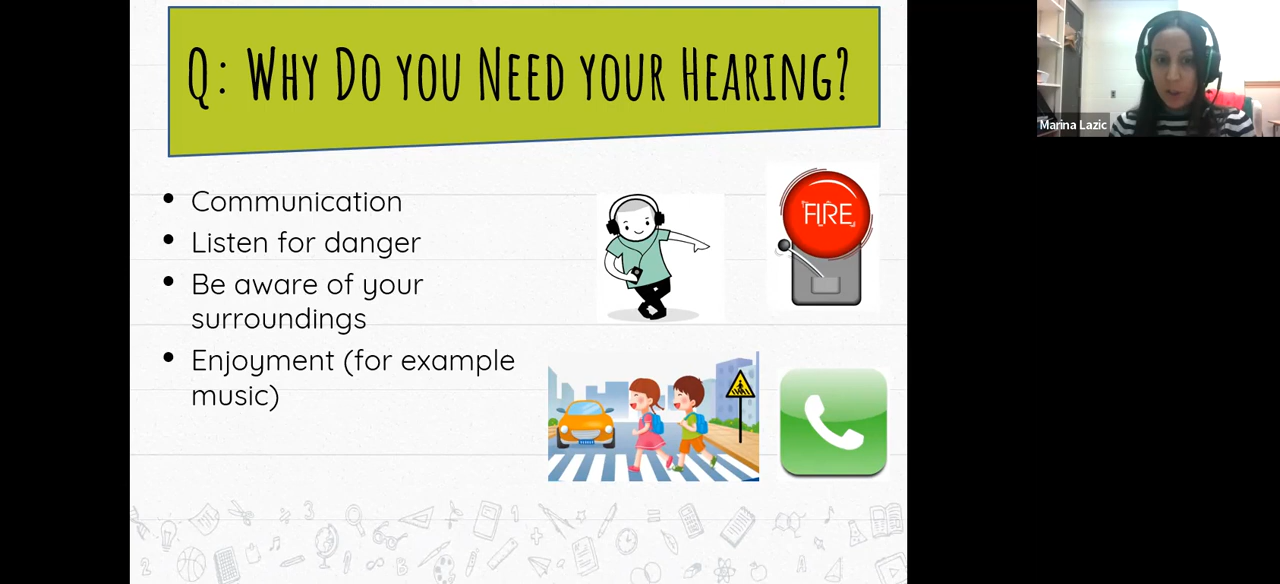 Q: Why Do you Need your Hearing?
Marina Lazic
• Communication
• Listen for danger
• Be aware of your
surroundings
• Enjoyment (for example
music)
FIRE